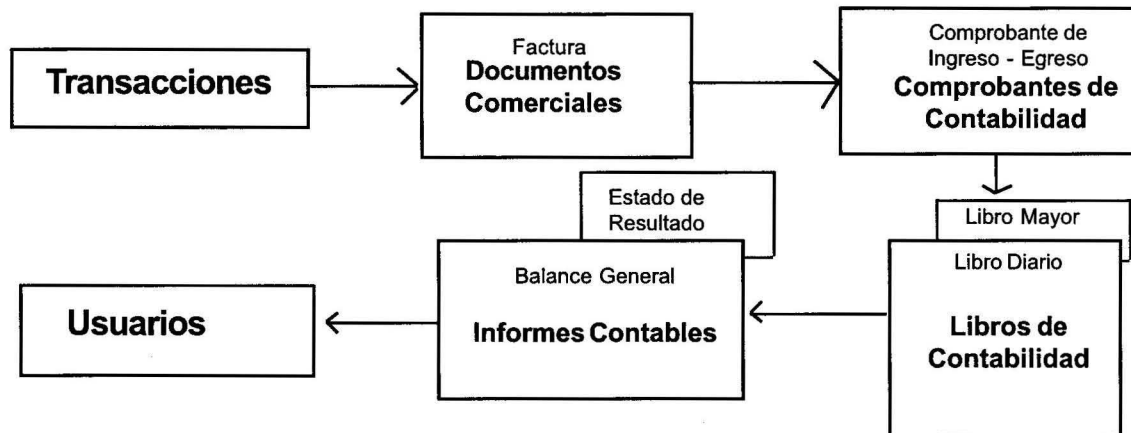 Transacciones
Factura
Documentos
Comerciales
Comprobante de
Ingreso - Egreso
Comprobantes de
Contabilidad
Libro Mayor
Libro Diario
Libros de
Contabilidad
Estado de
Resultado
Balance General
Informes Contables
Usuarios